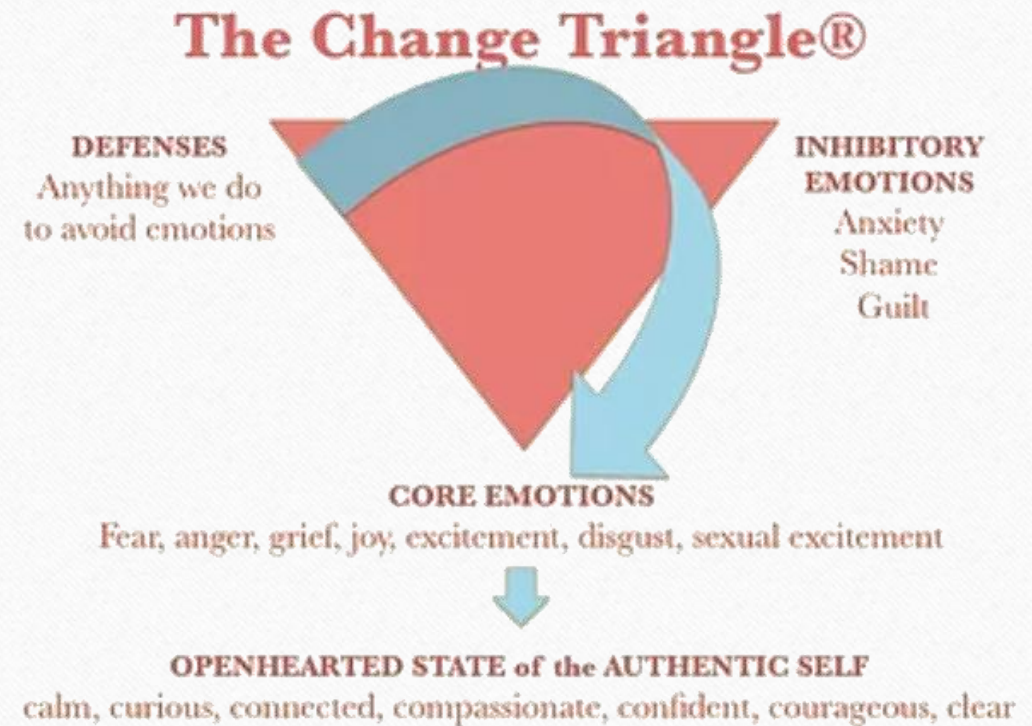 The Change Triangle®
DEFENSES
Anything we do
to avoid emotions
INHIBITORY
EMOTIONS
Anxiety
Shame
Guilt
CORE EMOTIONS
Fear, anger, grief, joy, excitement, disgust, sexual excitement
OPENHEARTED STATE of the AUTHENTIC SELF
calm, curious, connected, compassionate, confident, courageous, clear